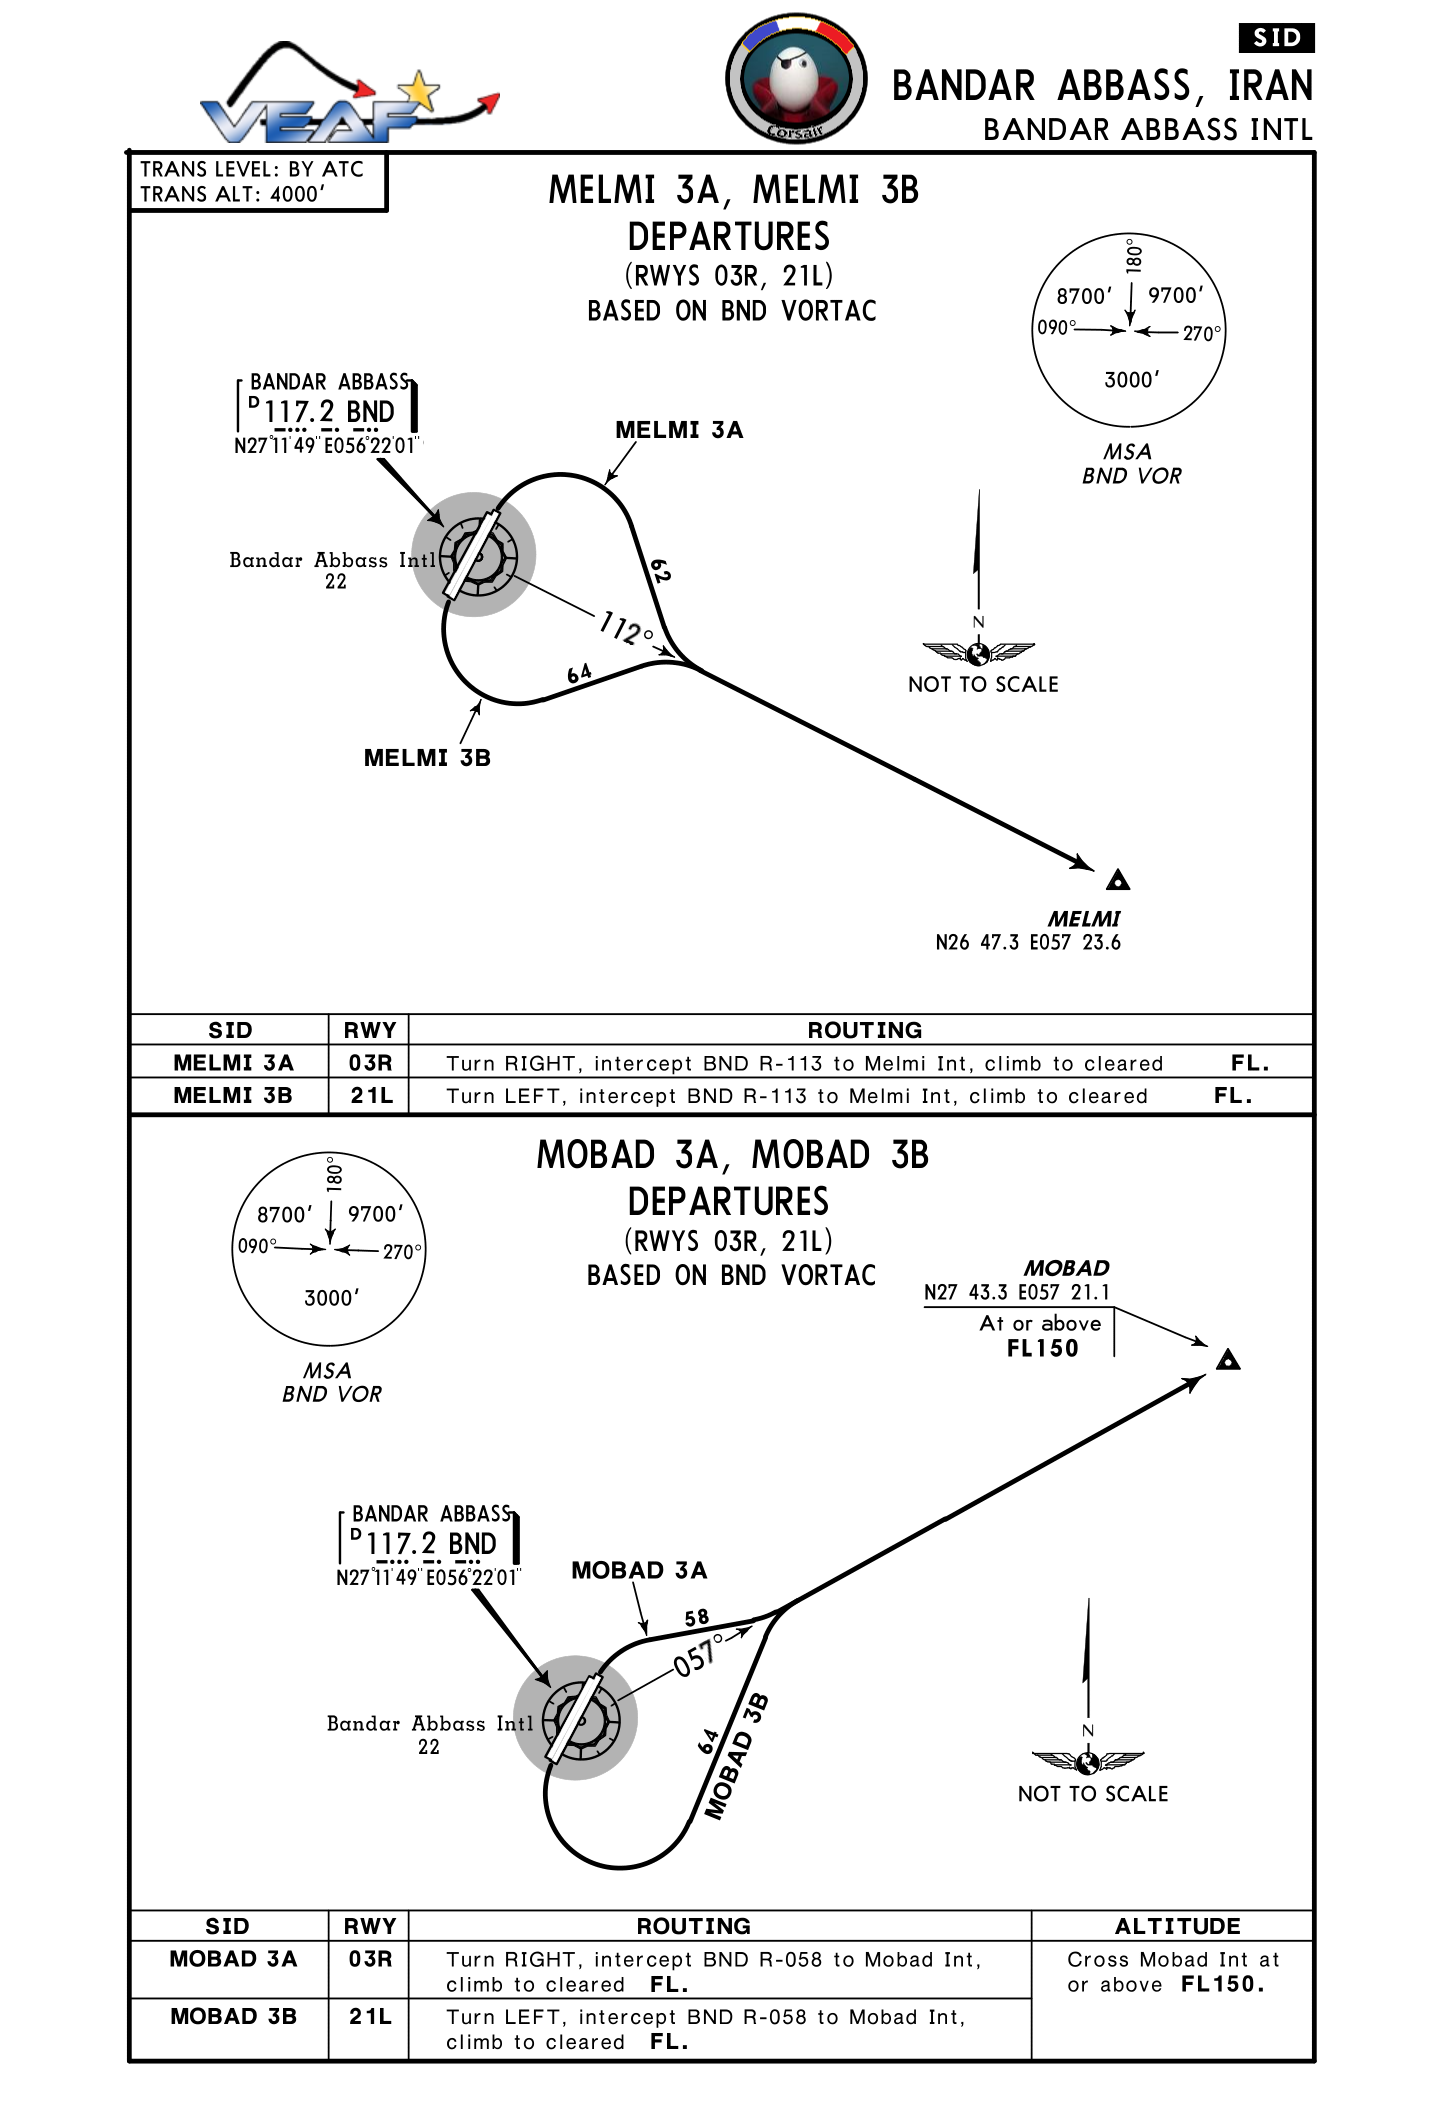 VEAF
Corsair
SID
BANDAR ABBASS, IRAN
BANDAR ABBASS INTL
TRANS LEVEL: BY ATC
TRANS ALT: 4000'
MELMI 3A, MELMI 3B
DEPARTURES
(RWYS 03R, 21L)
BASED ON BND VORTAC
180°
8700' 9700'
090° 270°
3000'
MSA
BND VOR
BANDAR ABBASS
D 117.2 BND
N27°11'49" E056°22'01"
MELMI 3A
Bandar Abbass Intl
22
62
112°
64
MELMI 3B
N
NOT TO SCALE
MELMI
N26 47.3 E057 23.6
SID RWY ROUTING
MELMI 3A 03R Turn RIGHT, intercept BND R-113 to Melmi Int, climb to cleared FL.
MELMI 3B 21L Turn LEFT, intercept BND R-113 to Melmi Int, climb to cleared FL.
MOBAD 3A, MOBAD 3B
DEPARTURES
(RWYS 03R, 21L)
BASED ON BND VORTAC
180°
8700' 9700'
090° 270°
3000'
MSA
BND VOR
MOBAD
N27 43.3 E057 21.1
At or above
FL150
BANDAR ABBASS
D 117.2 BND
N27°11'49" E056°22'01"
MOBAD 3A
58
057°
Bandar Abbass Intl
22
64
MOBAD 3B
N
NOT TO SCALE
SID RWY ROUTING ALTITUDE
MOBAD 3A 03R Turn RIGHT, intercept BND R-058 to Mobad Int, Cross Mobad Int at
climb to cleared FL. or above FL150.
MOBAD 3B 21L Turn LEFT, intercept BND R-058 to Mobad Int,
climb to cleared FL.